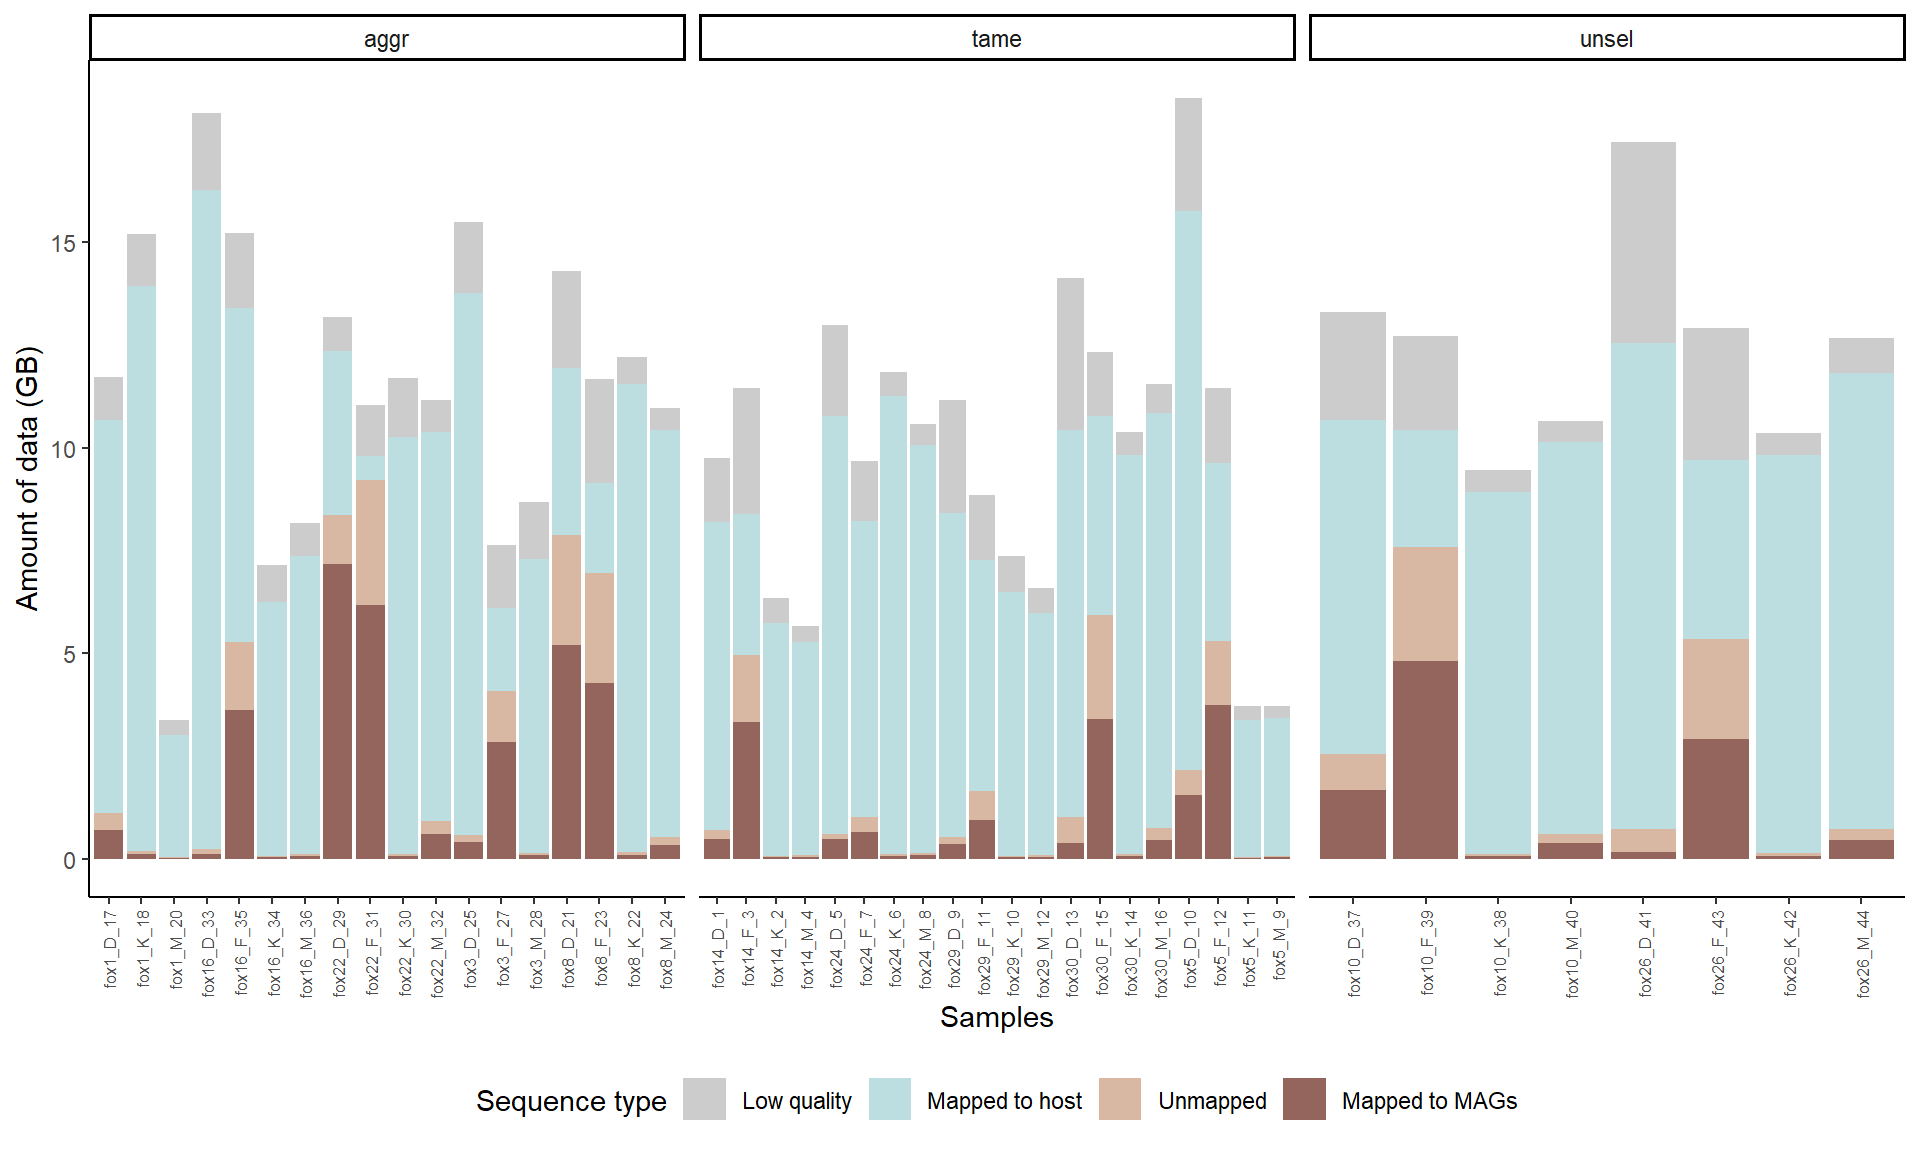 aggr
tame
unsel
Amount of data (GB)
15
10
5
0
fox1_D_17
fox1_K_18
fox1_M_20
fox16_D_33
fox16_F_35
fox16_K_34
fox16_M_36
fox22_D_29
fox22_F_31
fox22_K_30
fox22_M_32
fox3_D_25
fox3_F_27
fox3_M_28
fox8_D_21
fox8_F_23
fox8_K_22
fox8_M_24
fox14_D_1
fox14_F_3
fox14_K_2
fox14_M_4
fox24_D_5
fox24_F_7
fox24_K_6
fox24_M_8
fox29_D_9
fox29_F_11
fox29_K_10
fox29_M_12
fox30_D_13
fox30_F_15
fox30_K_14
fox30_M_16
fox5_D_10
fox5_F_12
fox5_K_11
fox5_M_9
fox10_D_37
fox10_F_39
fox10_K_38
fox10_M_40
fox26_D_41
fox26_F_43
fox26_K_42
fox26_M_44
Samples
Sequence type
Low quality
Mapped to host
Unmapped
Mapped to MAGs